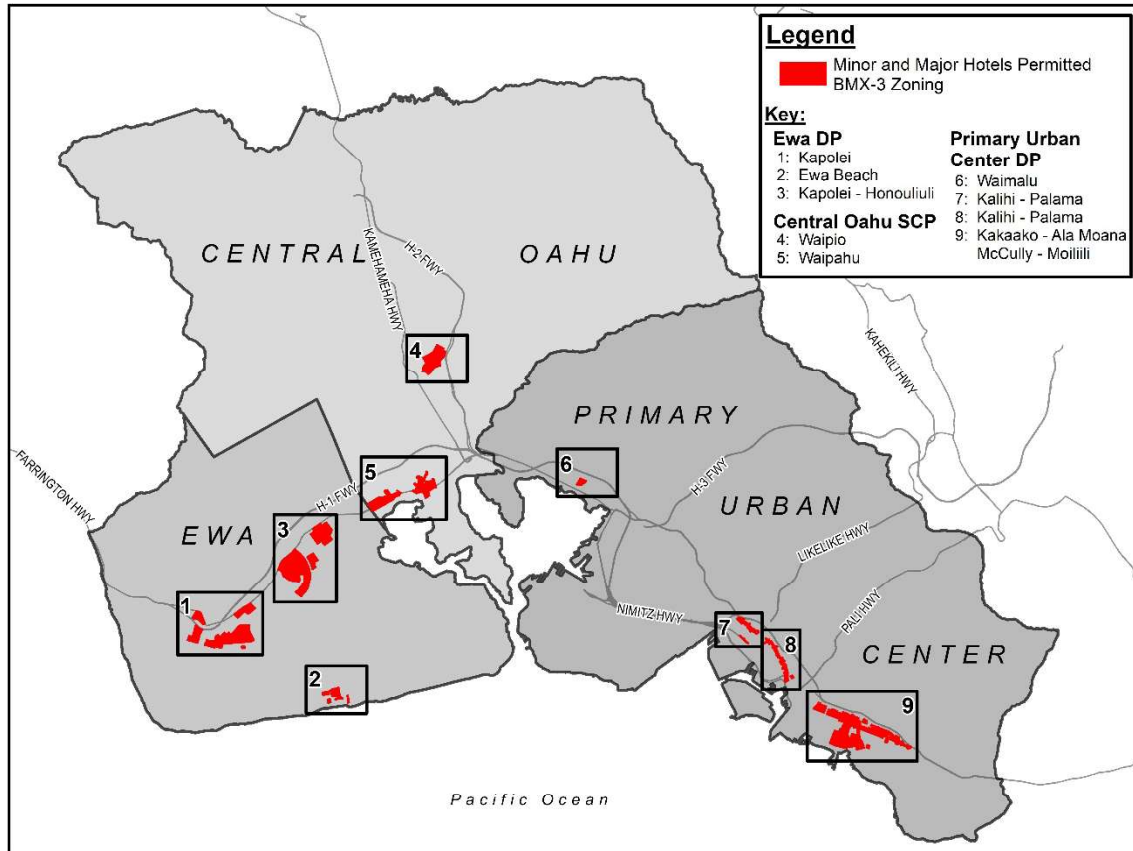 Legend
Minor and Major Hotels Permitted
BMX-3 Zoning
Key:
Ewa DP
1: Kapolei
2: Ewa Beach
3: Kapolei - Honouliuli
Central Oahu SCP
4: Waipio
5: Waipahu
Primary Urban
Center DP
6: Waimalu
7: Kalihi - Palama
8: Kalihi - Palama
9: Kakaako - Ala Moana
McCully - Moiliili
CENTRAL OAHU
KAMEHAMEHA HWY
H-2 FWY
KAHEKILI HWY
4
PRIMARY
FARRINGTON HWY
5
6
H-1 FWY
H-3 FWY
URBAN
3
EWA
LIKELIKE HWY
1
NIMITZ HWY
PALI HWY
7
8
CENTER
2
9
Pacific Ocean